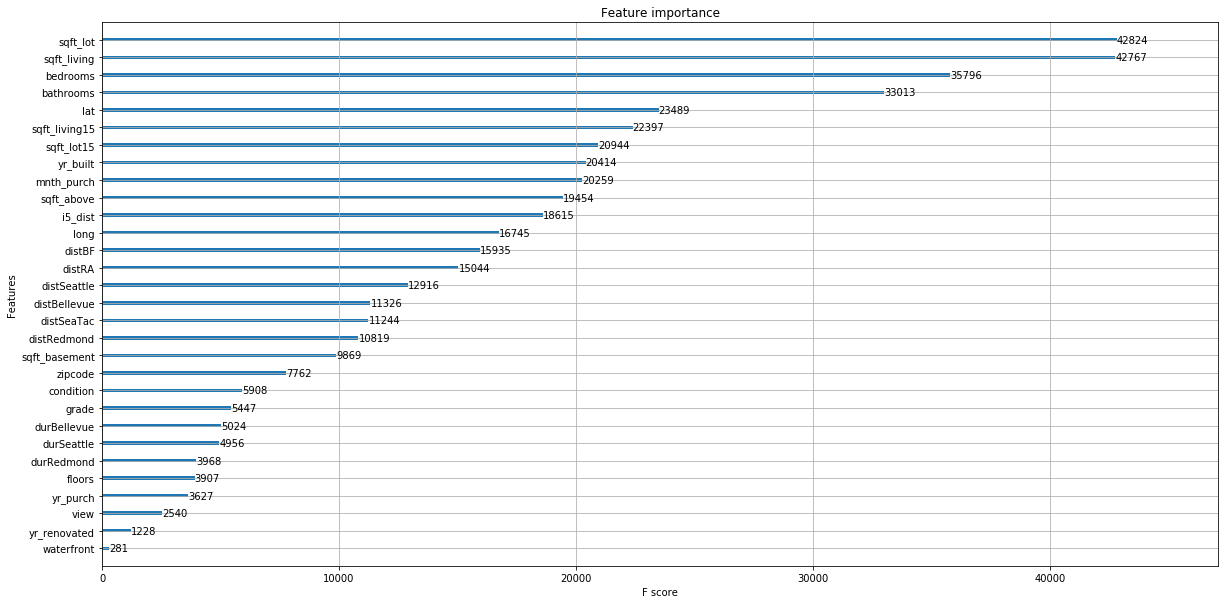 Feature importance
sqft_lot 42824
sqft_living 42767
bedrooms 35796
bathrooms 33013
lat 23489
sqft_living15 22397
sqft_lot15 20944
yr_built 20414
mnth_purch 20259
sqft_above 19454
i5_dist 18615
long 16745
distBF 15935
distRA 15044
distSeattle 12916
distBellevue 11326
distSeaTac 11244
distRedmond 10819
sqft_basement 9869
zipcode 7762
condition 5908
grade 5447
durBellevue 5024
durSeattle 4956
durRedmond 3968
floors 3907
yr_purch 3627
view 2540
yr_renovated 1228
waterfront 281
Features
0 10000 20000 30000 40000
F score